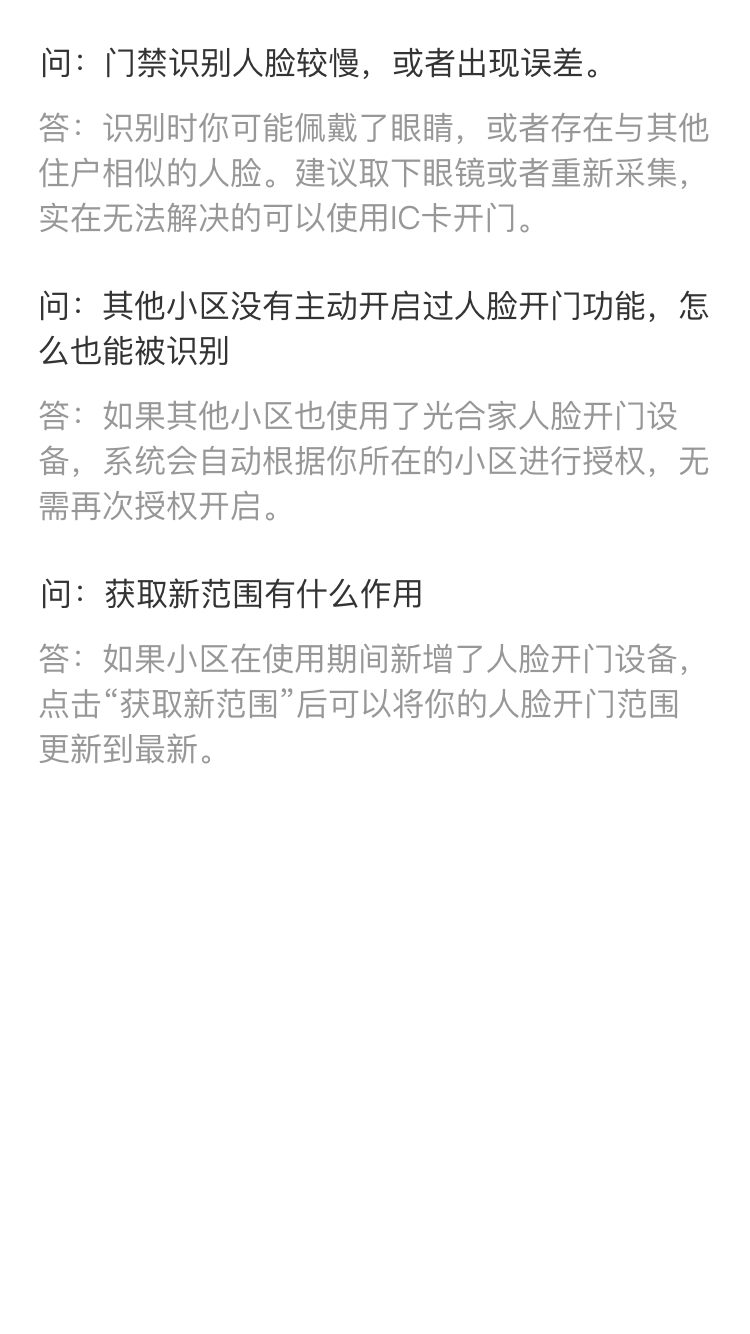 问：门禁识别人脸较慢，或者出现误差。
答：识别时你可能佩戴了眼睛，或者存在与其他
住户相似的人脸。建议取下眼镜或者重新采集，
实在无法解决的可以使用IC卡开门。
问：其他小区没有主动开启过人脸开门功能，怎
么也能被识别
答：如果其他小区也使用了光合家人脸开门设
备，系统会自动根据你所在的小区进行授权，无
需再次授权开启。
问：获取新范围有什么作用
答：如果小区在使用期间新增了人脸开门设备，
点击“获取新范围”后可以将你的人脸开门范围
更新到最新。